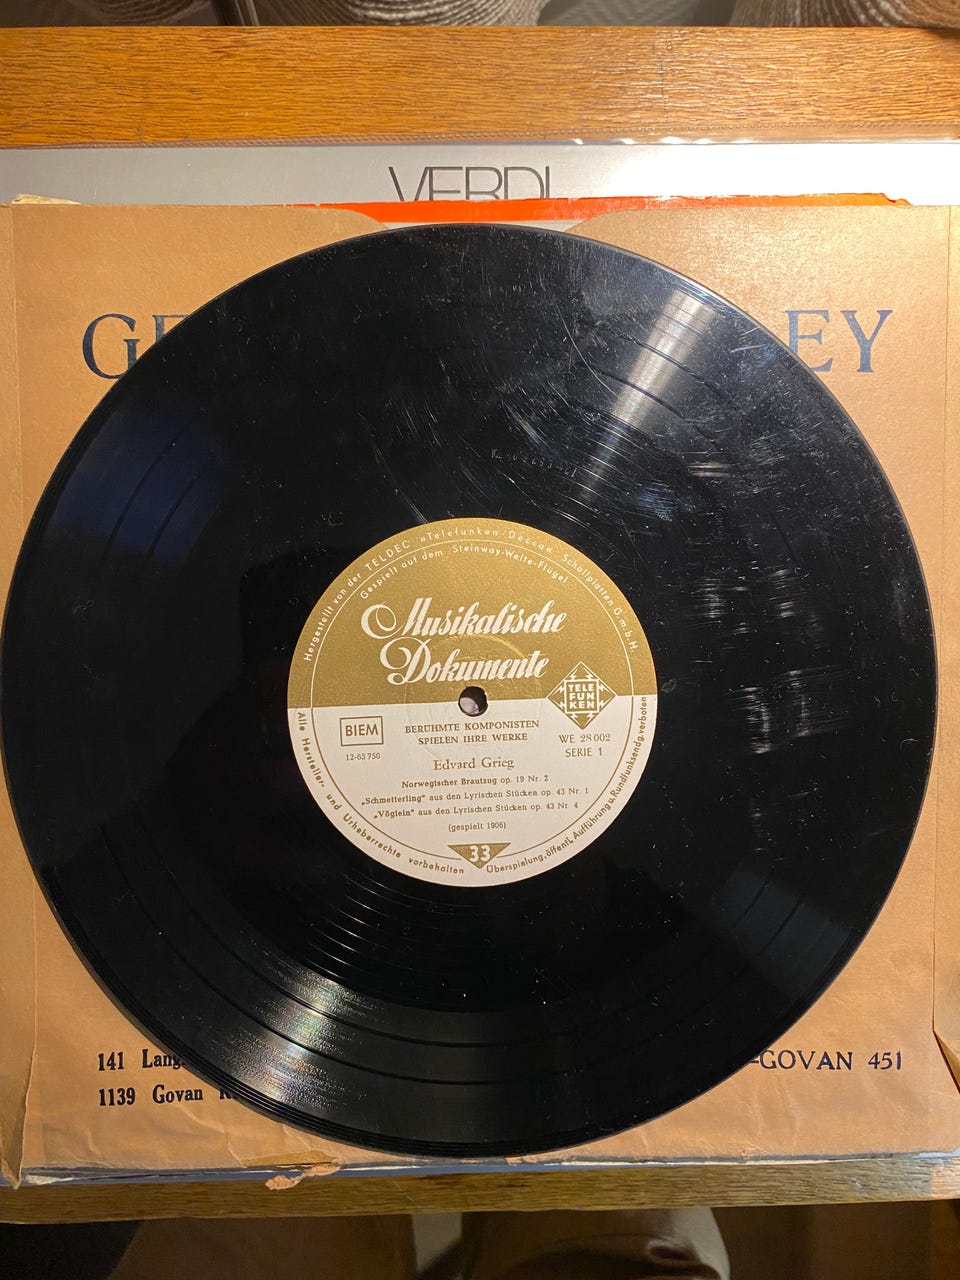 VERDI
G EY
Hergestellt von der TELDEC »Telefunken-Decca« Schallplatten G.m.b.H.
Gespielt auf dem Steinway-Welte-Flügel
Musikalische
Dokumente
TELE
FUN
KEN
BIEM
12-65 750
BERÜHMTE KOMPONISTEN
SPIELEN IHRE WERKE
WE 28 002
SERIE 1
Edvard Grieg
Norwegischer Brautzug op. 19 Nr. 2
„Schmetterling" aus den Lyrischen Stücken op. 43 Nr. 1
„Vöglein" aus den Lyrischen Stücken op. 43 Nr. 4
(gespielt 1906)
33
Alle Hersteller- und Urheberrechte vorbehalten
Überspielung, öffentl. Aufführung u. Rundfunksendg. verboten
141 Lang GOVAN 451
1139 Govan